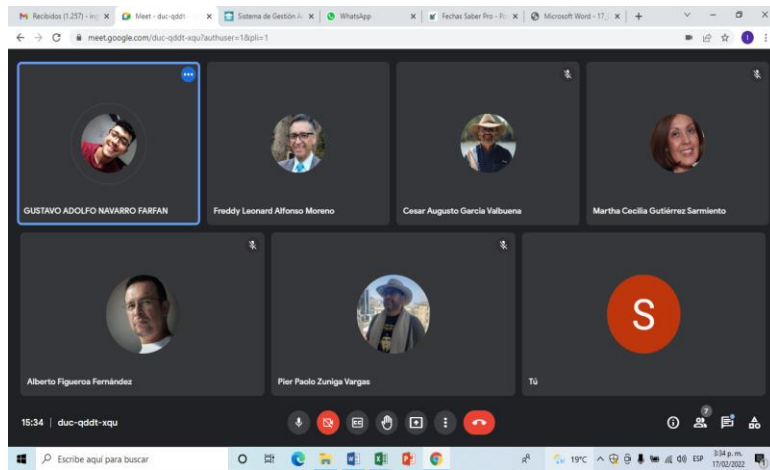 Recibidos (1.257) - in
Meet - duc-qddt
Sistema de Gestión A
WhatsApp
Fechas Saber Pro - P
Microsoft Word - 17_
meet.google.com/duc-qddt-xqu?authuser=1&pli=1
GUSTAVO ADOLFO NAVARRO FARFAN
Freddy Leonard Alfonso Moreno
Cesar Augusto Garcia Valbuena
Martha Cecilia Gutiérrez Sarmiento
Alberto Figueroa Fernández
Pier Paolo Zuniga Vargas
S
Tú
15:34 | duc-qddt-xqu
7
Escribe aquí para buscar
19°C
ESP
3:34 p. m.
17/02/2022